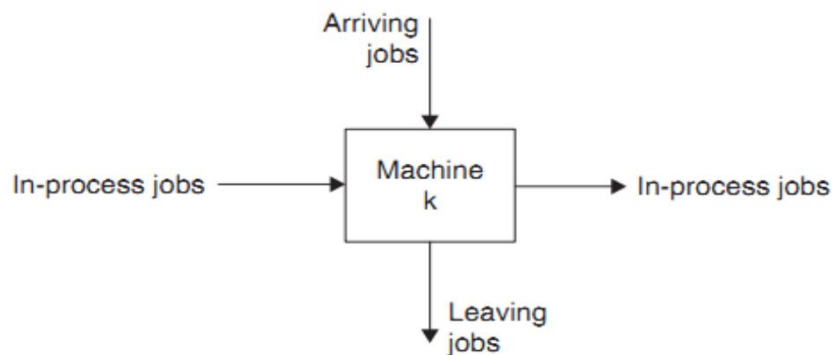 Arriving
jobs
In-process jobs
Machine
k
In-process jobs
Leaving
jobs